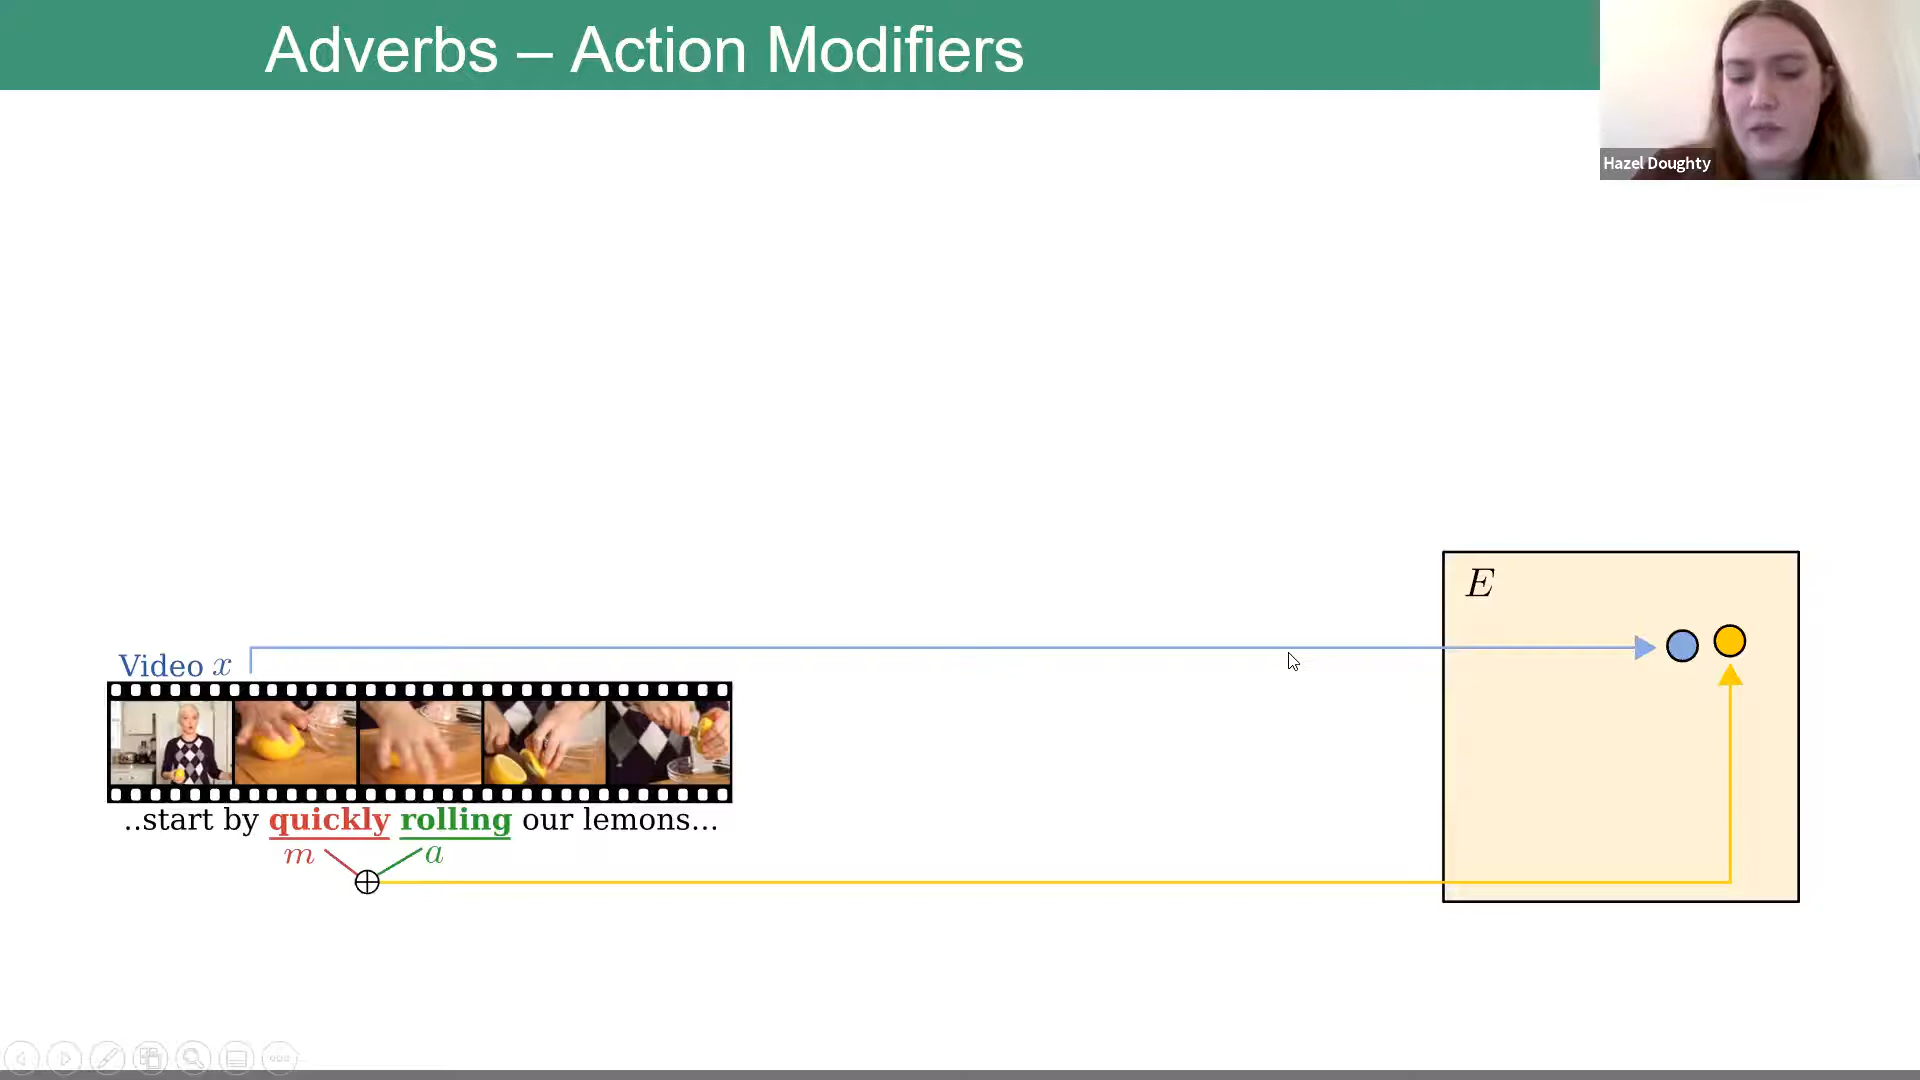 Adverbs – Action Modifiers
Hazel Doughty
E
Video x
..start by quickly rolling our lemons...
m a